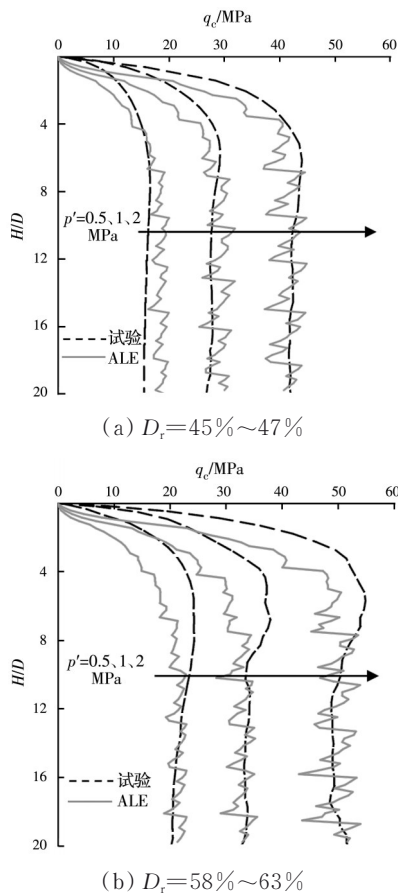 q_c/MPa
0 10 20 30 40 50 60
4
8
p′=0.5、1、2
MPa
12
16
20
H/D
试验
ALE
(a) D_r=45%~47%
q_c/MPa
0 10 20 30 40 50 60
4
8
p′=0.5、1、2
MPa
12
16
20
H/D
试验
ALE
(b) D_r=58%~63%